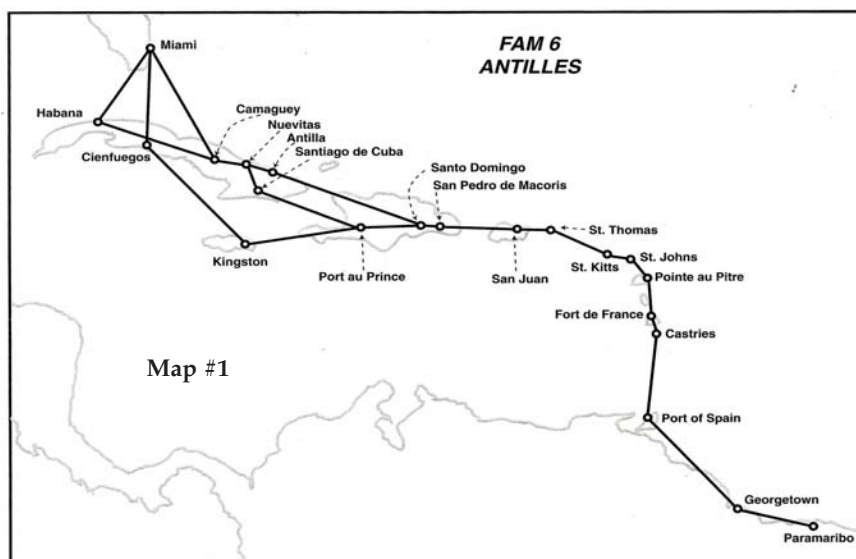 FAM 6
ANTILLES
Miami
Habana
Camaguey
Nuevitas
Antilla
Santiago de Cuba
Cienfuegos
Santo Domingo
San Pedro de Macoris
St. Thomas
Kingston
Port au Prince
San Juan
St. Kitts
St. Johns
Pointe au Pitre
Fort de France
Castries
Map #1
Port of Spain
Georgetown
Paramaribo